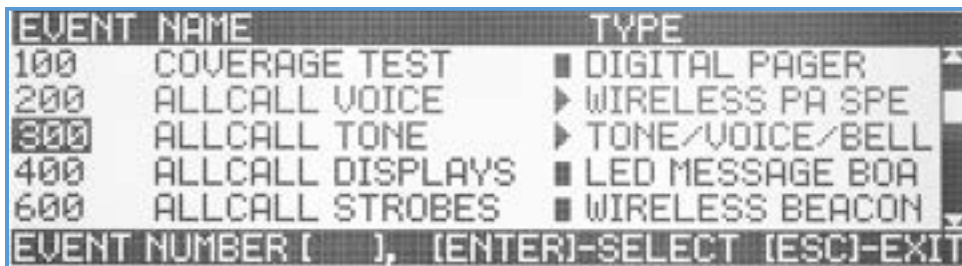 EVENT NAME TYPE
100 COVERAGE TEST DIGITAL PAGER
200 ALLCALL VOICE WIRELESS PA SPE
300 ALLCALL TONE TONE/VOICE/BELL
400 ALLCALL DISPLAYS LED MESSAGE BOA
600 ALLCALL STROBES WIRELESS BEACON
EVENT NUMBER [ ], [ENTER]-SELECT [ESC]-EXIT